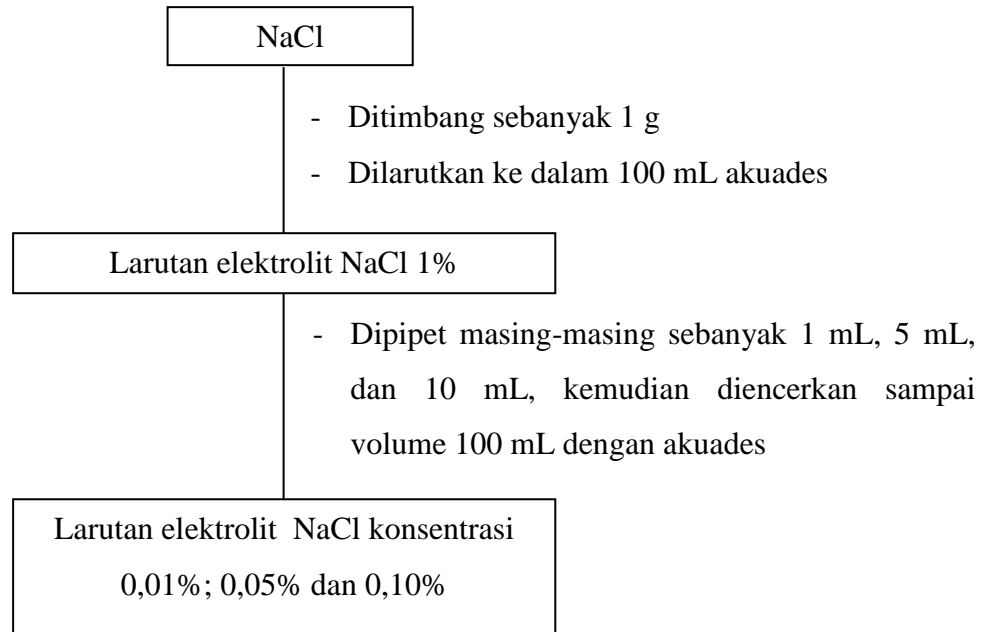 NaCl
- Ditimbang sebanyak 1 g
- Dilarutkan ke dalam 100 mL akuades
Larutan elektrolit NaCl 1%
- Dipipet masing-masing sebanyak 1 mL, 5 mL,
dan 10 mL, kemudian diencerkan sampai
volume 100 mL dengan akuades
Larutan elektrolit NaCl konsentrasi
0,01%; 0,05% dan 0,10%